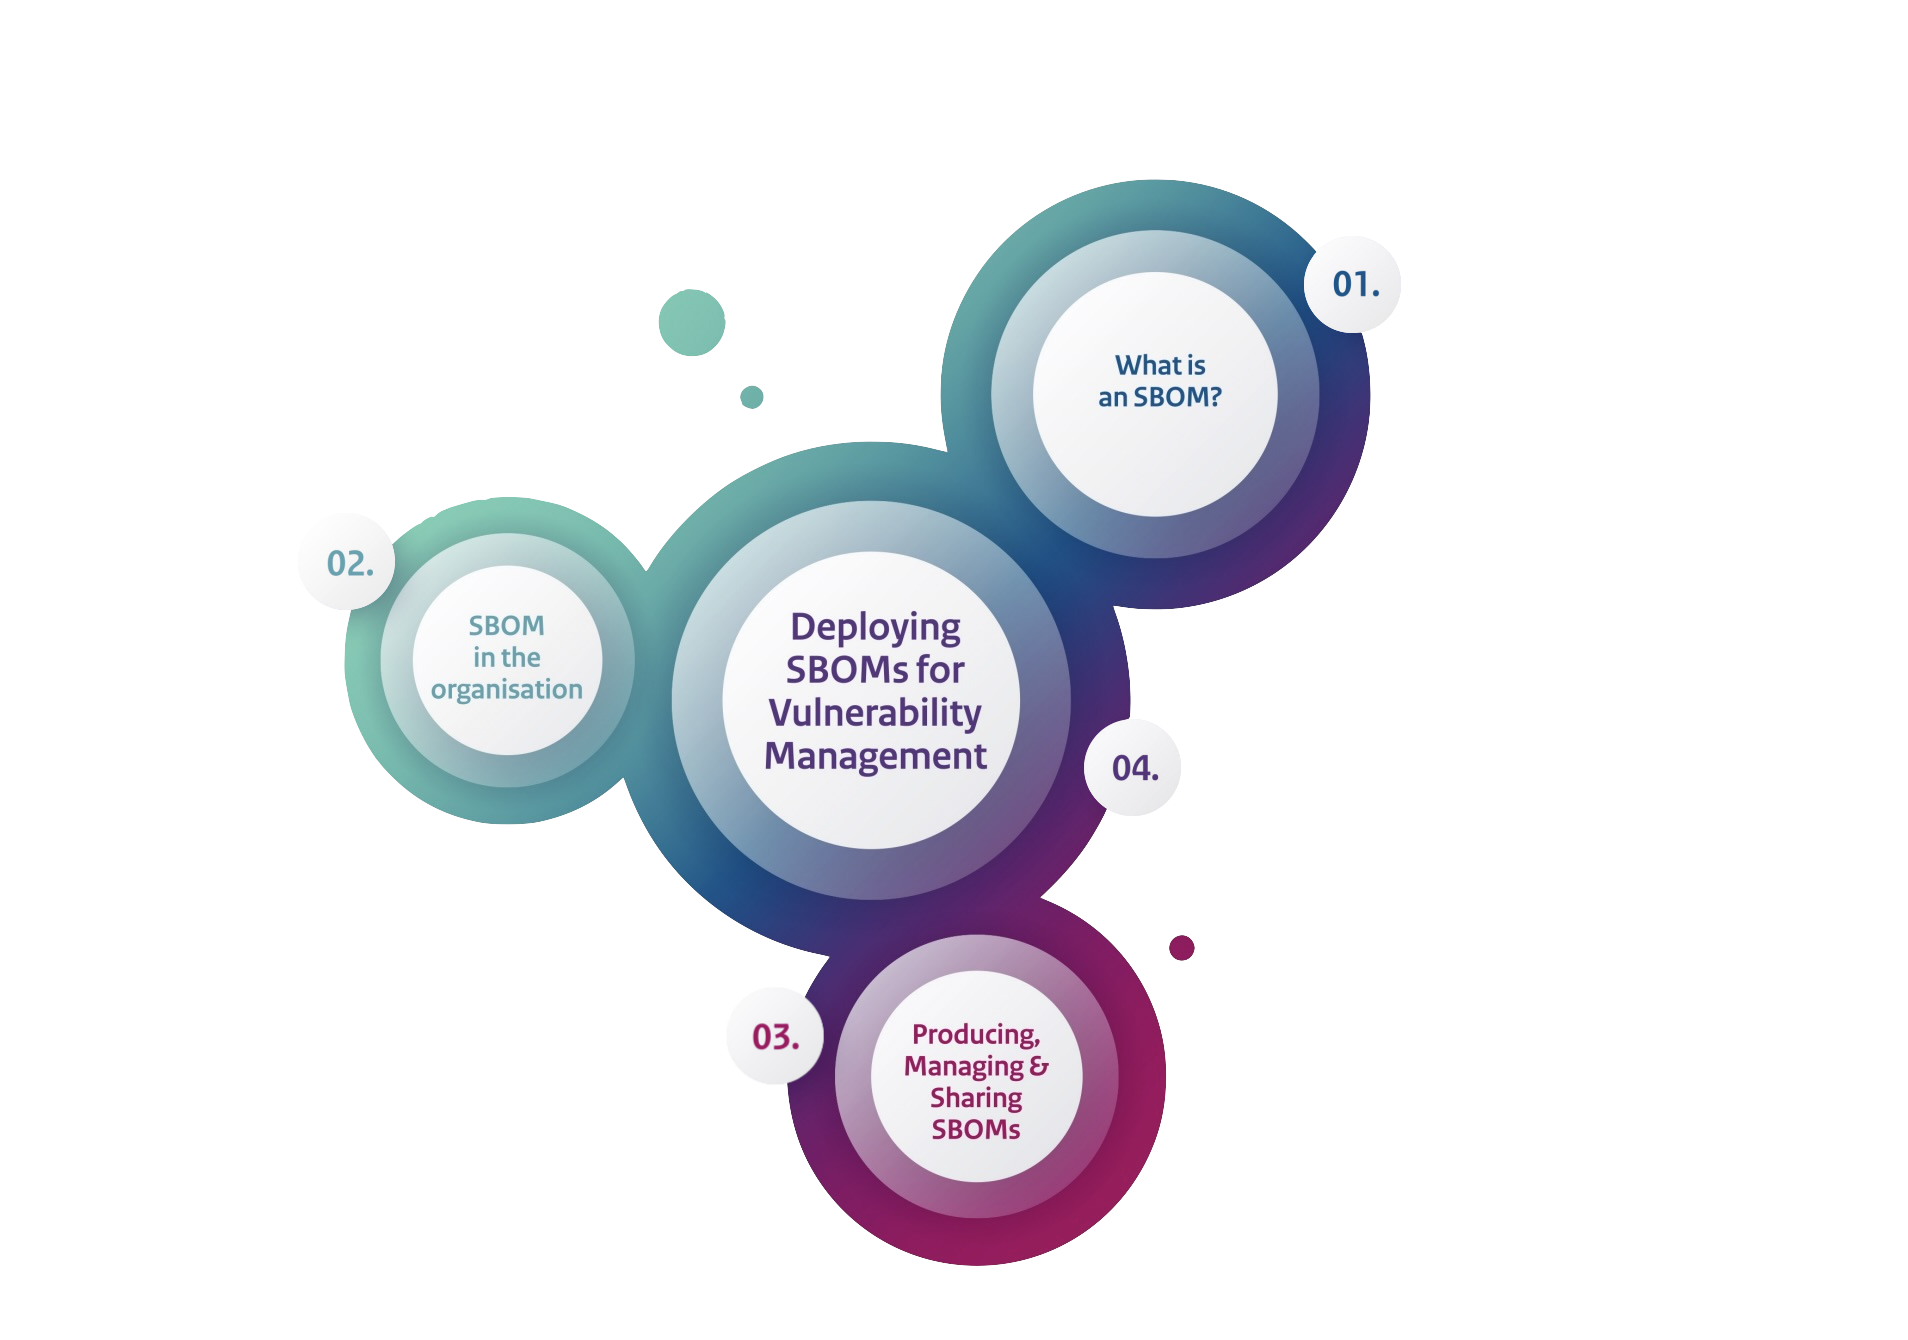 01.
What is
an SBOM?
02.
SBOM
in the
organisation
Deploying
SBOMs for
Vulnerability
Management
04.
03.
Producing,
Managing &
Sharing
SBOMs